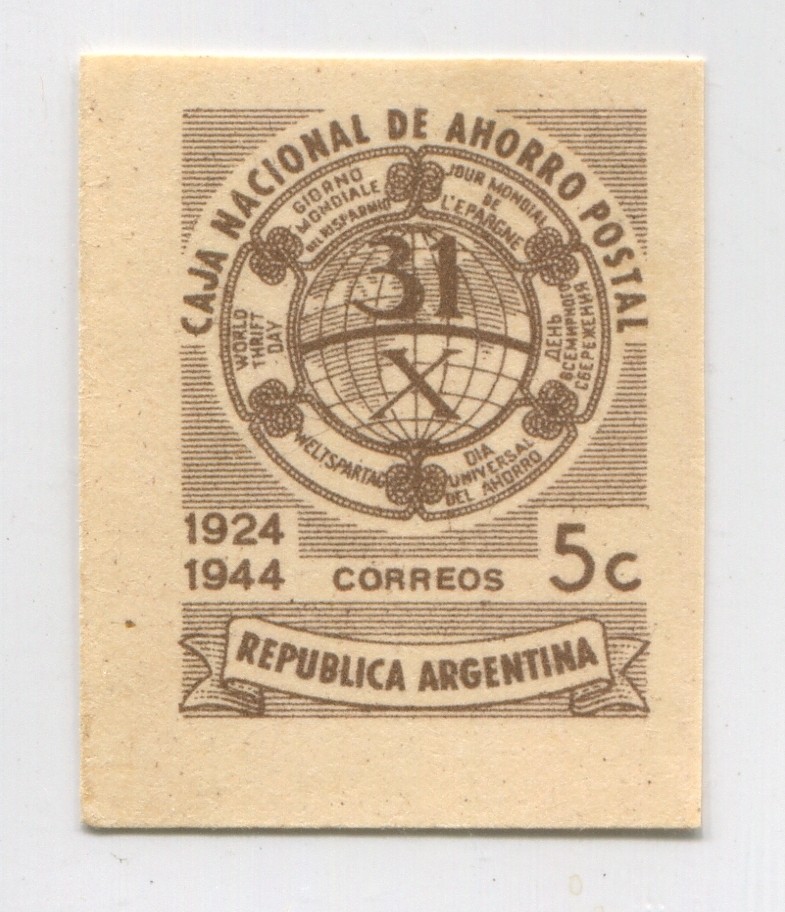 CAJA NACIONAL DE AHORRO POSTAL
GIORNO
MONDIALE
DEL RISPARMIO
JOUR MONDIAL
DE
L'EPARGNE
WORLD
THRIFT
DAY
31
X
ДЕНЬ
ВСЕМИРНОГО
СБЕРЕЖЕНИЯ
WELTSPARTAG
DIA
UNIVERSAL
DEL AHORRO
1924
1944
CORREOS
5c
REPUBLICA ARGENTINA